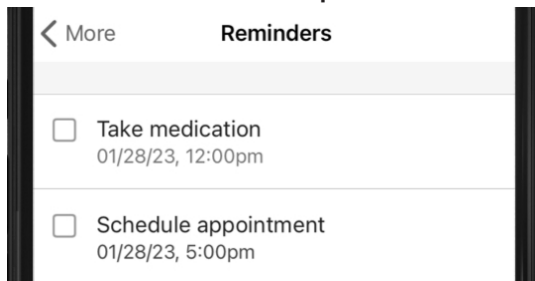 More
Reminders
Take medication
01/28/23, 12:00pm
Schedule appointment
01/28/23, 5:00pm